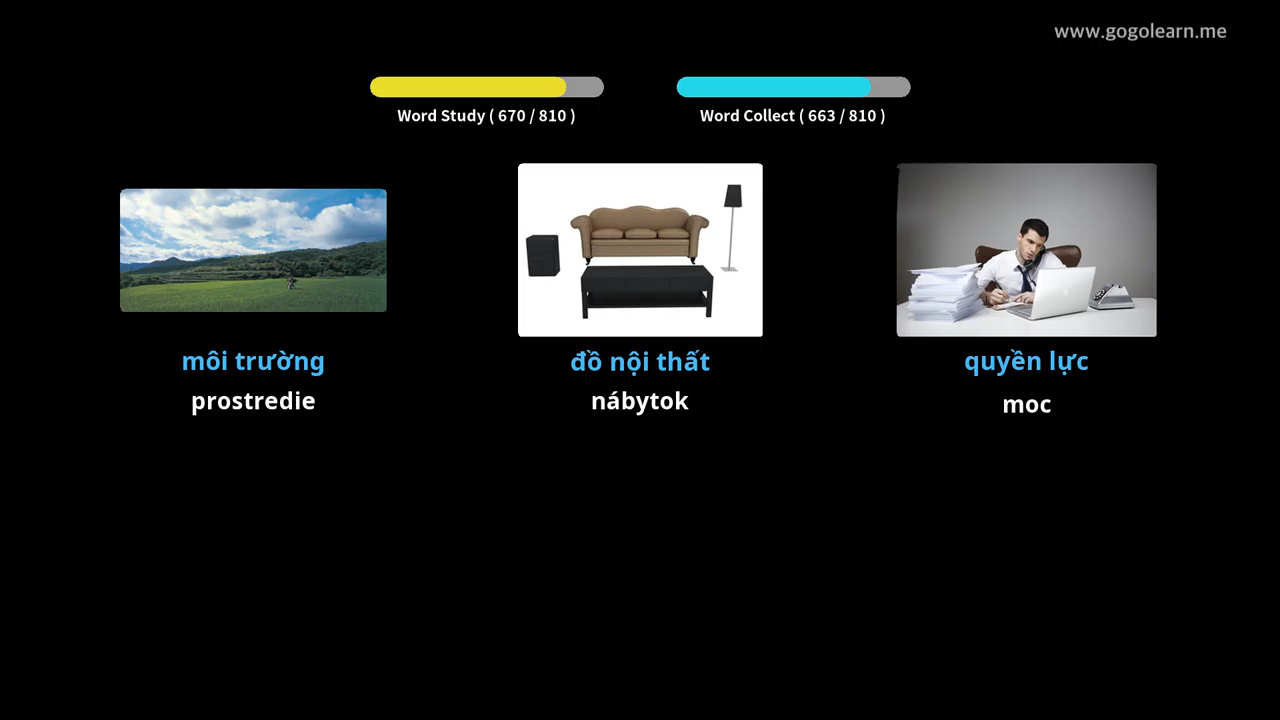 www.gogolearn.me
Word Study ( 670 / 810 )
Word Collect ( 663 / 810 )
môi trường
prostredie
đồ nội thất
nábytok
quyền lực
moc